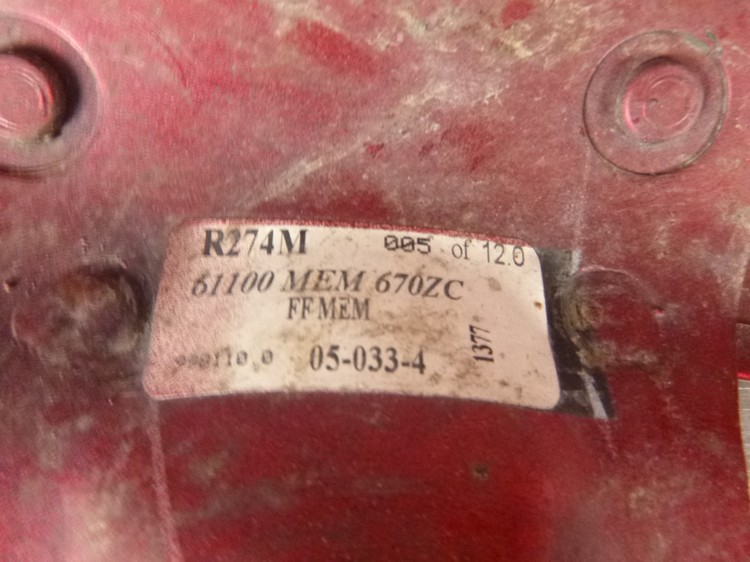 R274M 005 of 12.0
61100 MEM 670ZC
FF MEM
05-033-4
1377